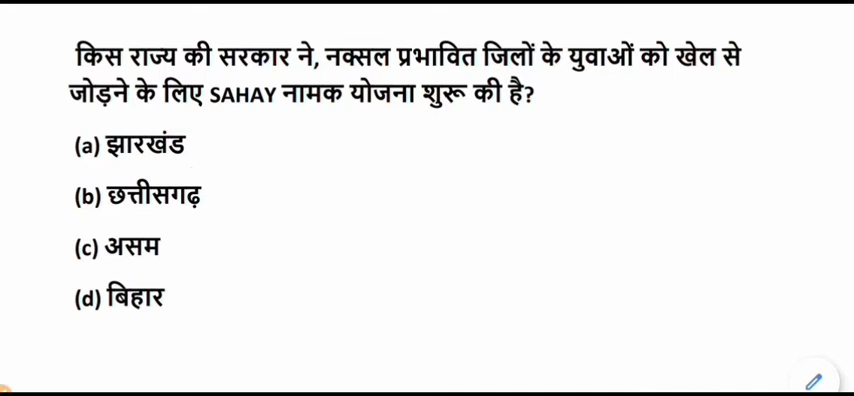 किस राज्य की सरकार ने, नक्सल प्रभावित जिलों के युवाओं को खेल से
जोड़ने के लिए SAHAY नामक योजना शुरू की है?
(a) झारखंड
(b) छत्तीसगढ़
(c) असम
(d) बिहार